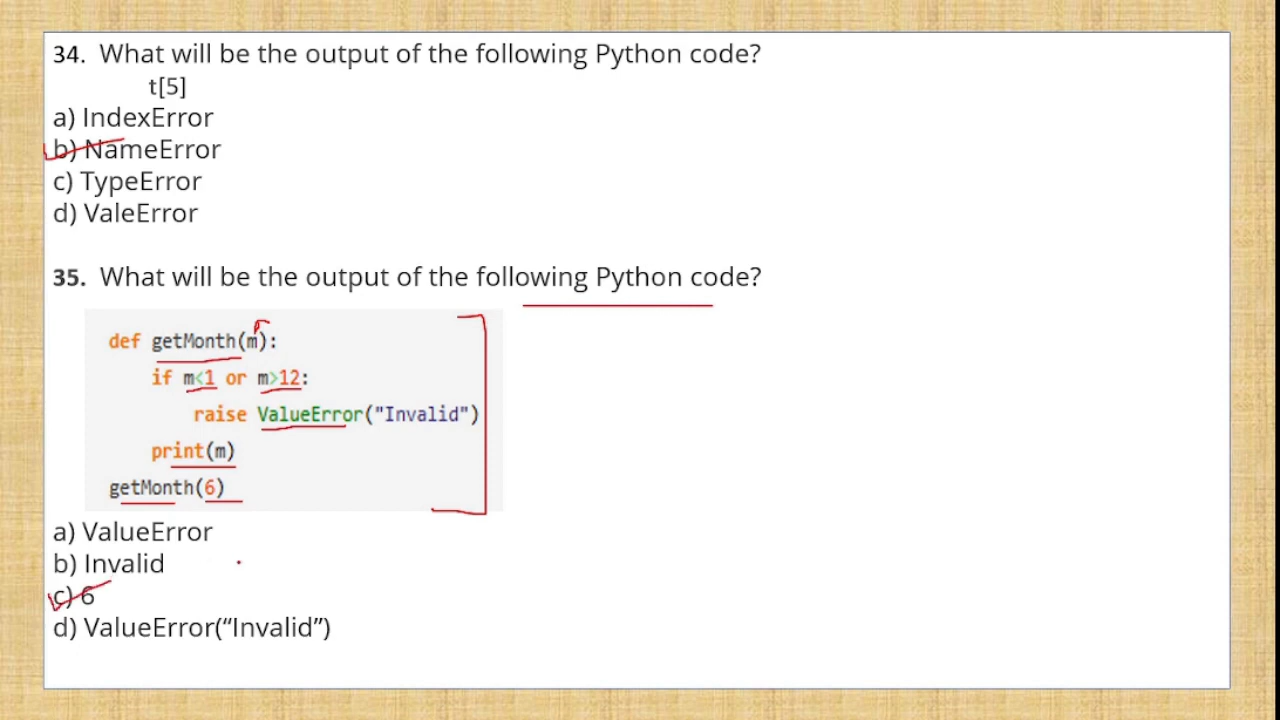 34. What will be the output of the following Python code?
t[5]
a) IndexError
b) NameError
c) TypeError
d) ValeError
35. What will be the output of the following Python code?
def getMonth(m):
if m<1 or m>12:
raise ValueError("Invalid")
print(m)
getMonth(6)
a) ValueError
b) Invalid
c) 6
d) ValueError(“Invalid”)